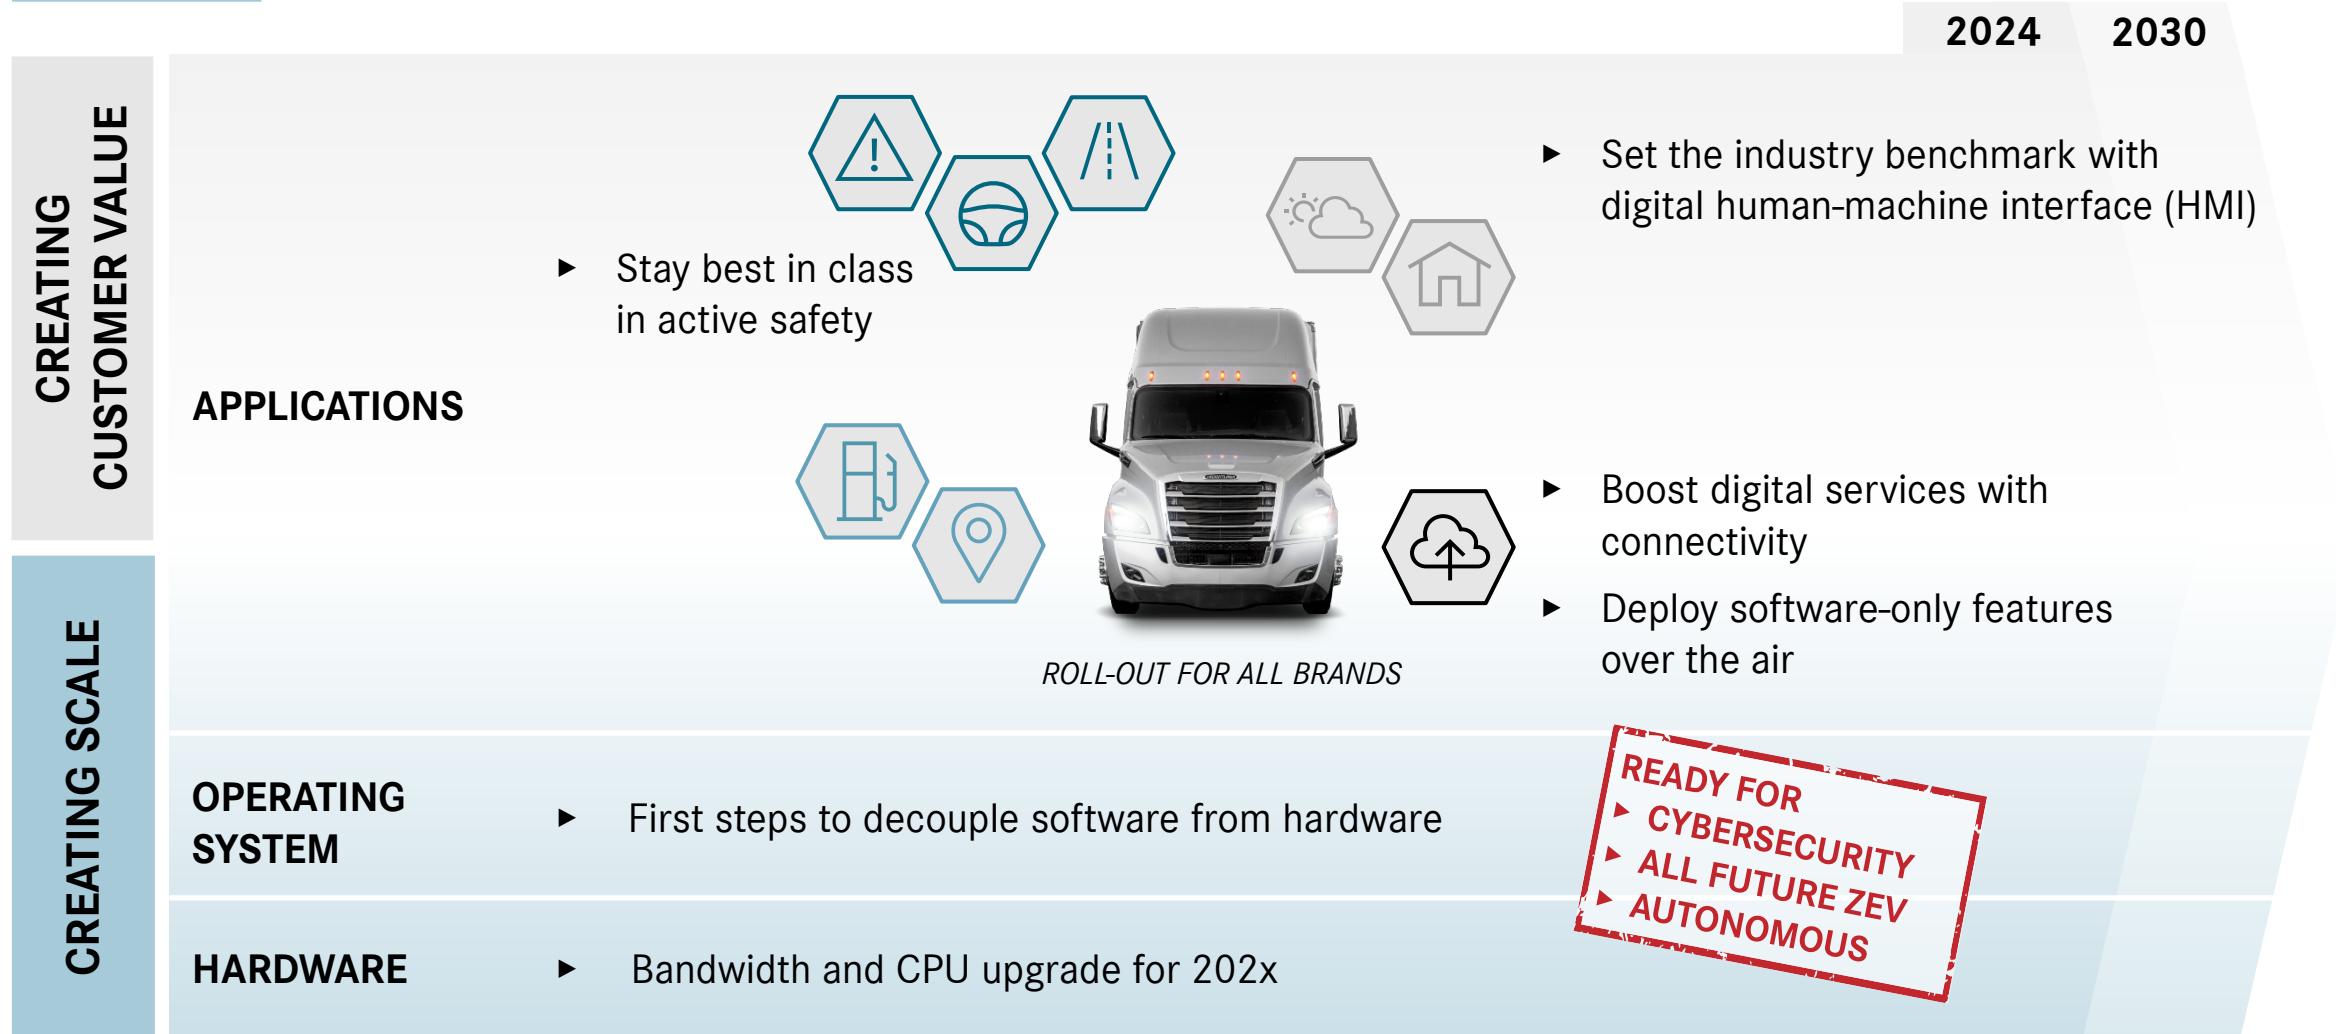 2024 2030
CREATING
CUSTOMER VALUE
APPLICATIONS
▶ Stay best in class
in active safety
▶ Set the industry benchmark with
digital human-machine interface (HMI)
▶ Boost digital services with
connectivity
▶ Deploy software-only features
over the air
ROLL-OUT FOR ALL BRANDS
CREATING SCALE
OPERATING
SYSTEM
▶ First steps to decouple software from hardware
HARDWARE
▶ Bandwidth and CPU upgrade for 202x
READY FOR
▶ CYBERSECURITY
▶ ALL FUTURE ZEV
▶ AUTONOMOUS